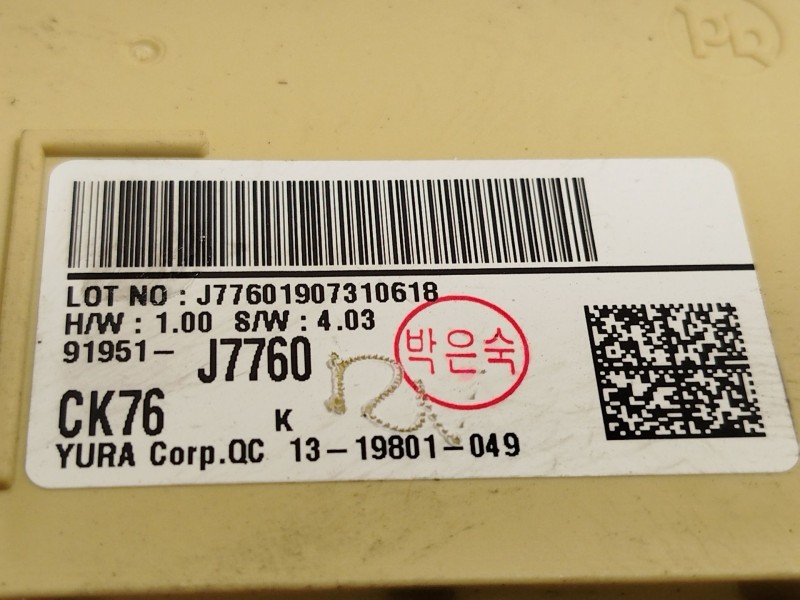 LOT NO : J77601907310618
H/W : 1.00 S/W : 4.03
91951- J7760
박은숙
CK76 K
YURA Corp.QC 13-19801-049